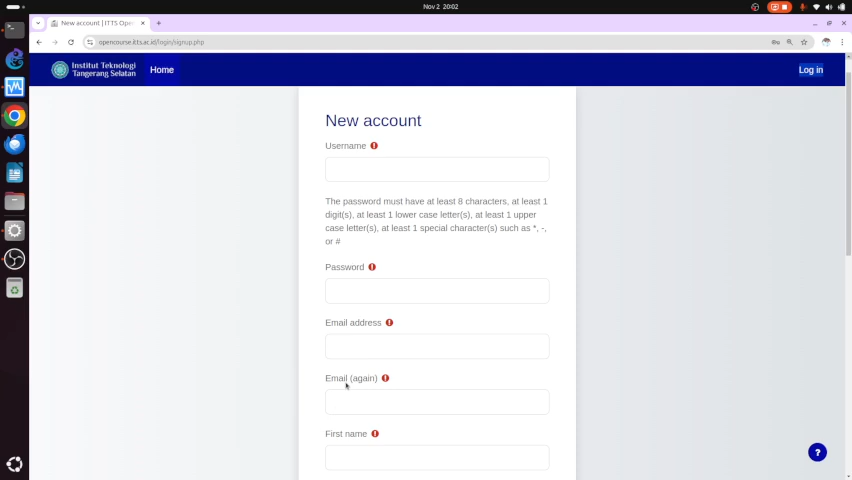 Nov 2 20:02
New account | ITTS Open
opencourse.itts.ac.id/login/signup.php
Institut Teknologi
Tangerang Selatan
Home
Log in
New account
Username
The password must have at least 8 characters, at least 1
digit(s), at least 1 lower case letter(s), at least 1 upper
case letter(s), at least 1 special character(s) such as *, -,
or #
Password
Email address
Email (again)
First name
?